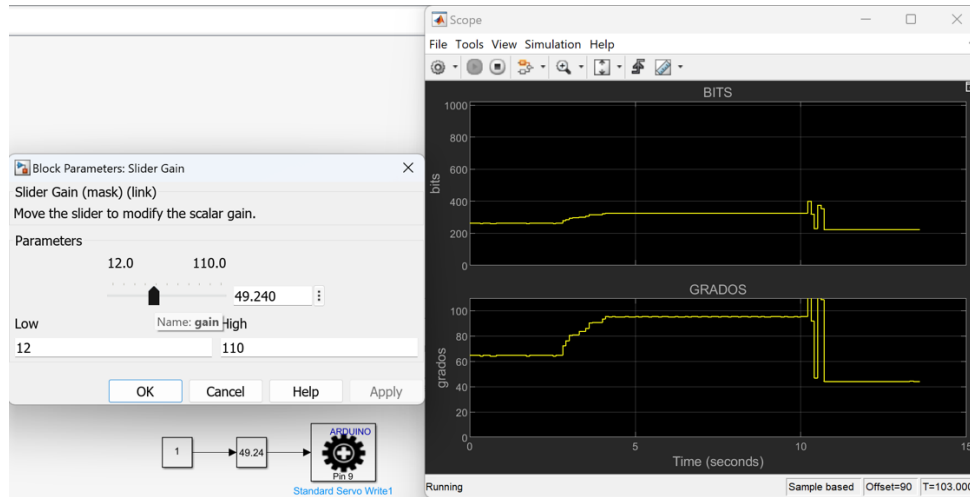 Scope
File Tools View Simulation Help
BITS
1000
800
600
400
200
0
bits
GRADOS
100
80
60
40
20
0
grados
0
5
10
15
Time (seconds)
Running
Sample based
Offset=90
T=103.000
Block Parameters: Slider Gain
Slider Gain (mask) (link)
Move the slider to modify the scalar gain.
Parameters
12.0
110.0
49.240
Name: gain
Low
High
12
110
OK
Cancel
Help
Apply
1
49.24
ARDUINO
Pin 9
Standard Servo Write1